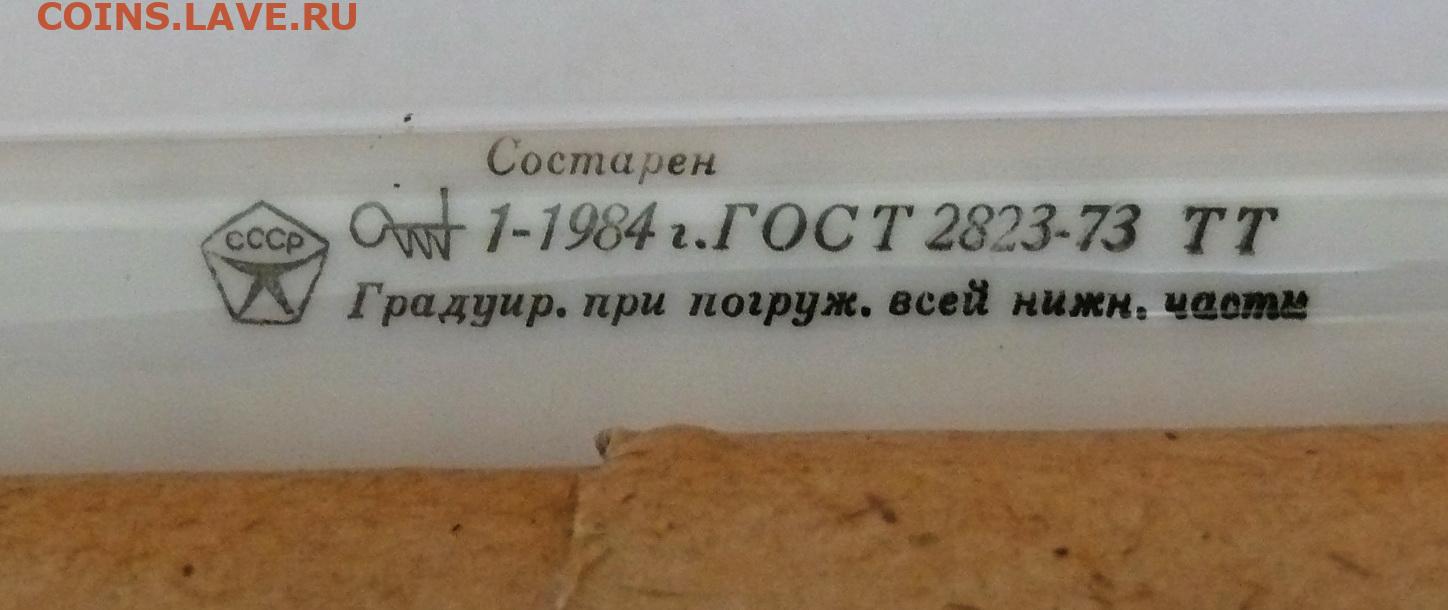 COINS.LAVE.RU
Состарен
СССР
1-1984 г. ГОСТ 2823-73 ТТ
Градуир. при погруж. всей нижн. части